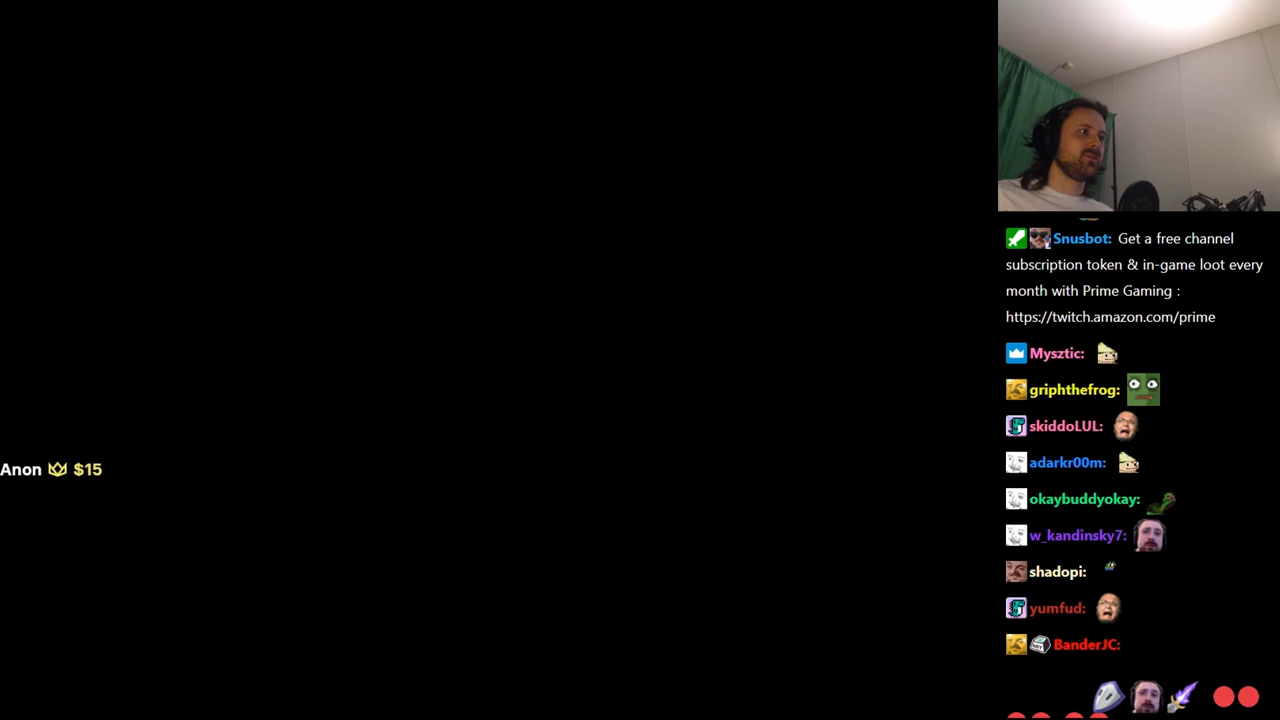 Snusbot: Get a free channel
subscription token & in-game loot every
month with Prime Gaming :
https://twitch.amazon.com/prime
Mysztic:
griphthefrog:
skiddoLUL:
adarkr00m:
Anon $15
okaybuddyokay:
w_kandinsky7:
shadopi:
yumfud:
BanderJC: